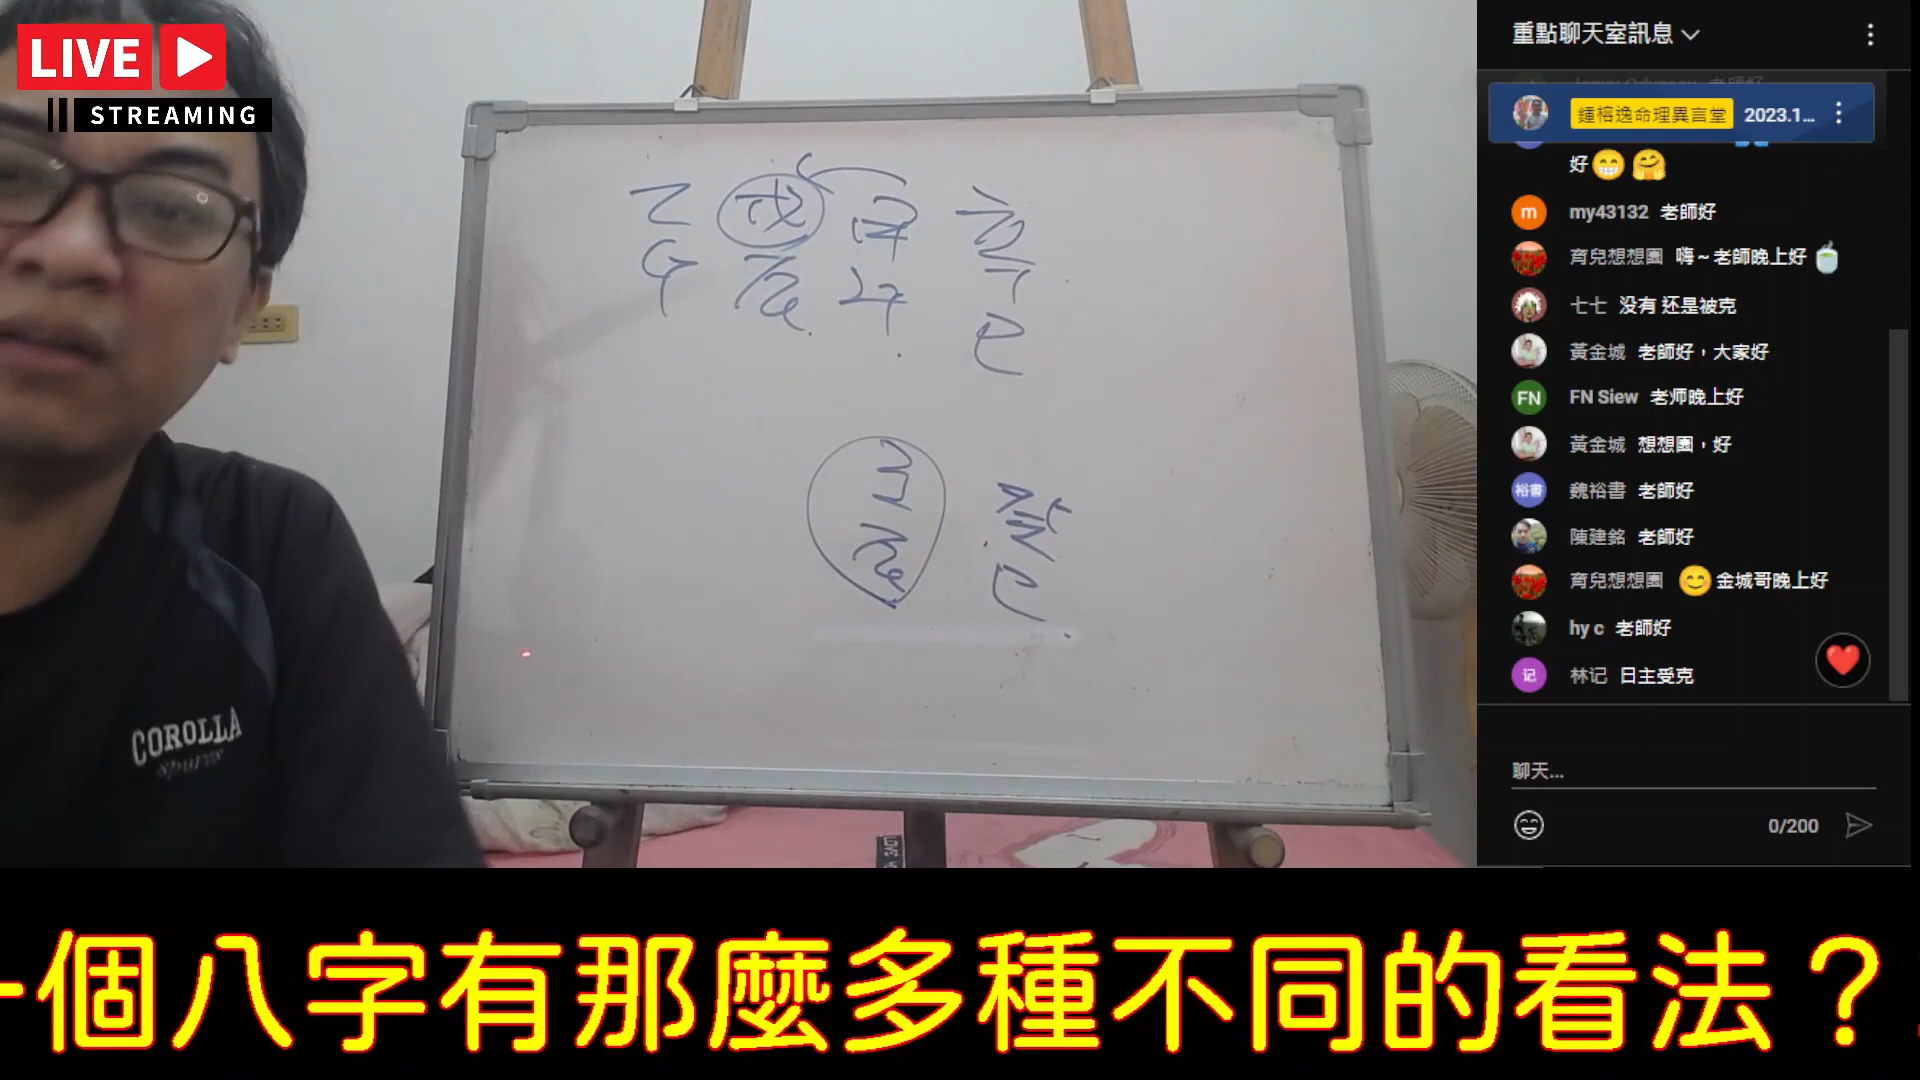 LIVE
STREAMING
乙 戊
卯 辰
巳
辰
癸
巳
COROLLA
sports
重點聊天室訊息
鍾榕逸命理異言堂 2023.1...
好😁🤗
my43132 老師好
育兒想想園 嗨~老師晚上好🍵
七七 没有 还是被克
黃金城 老師好,大家好
FN FN Siew 老师晚上好
黃金城 想想園,好
裕書 魏裕書 老師好
陳建銘 老師好
育兒想想園 😊金城哥晚上好
hy c 老師好
记 林记 日主受克
聊天...
0/200
個八字有那麼多種不同的看法?